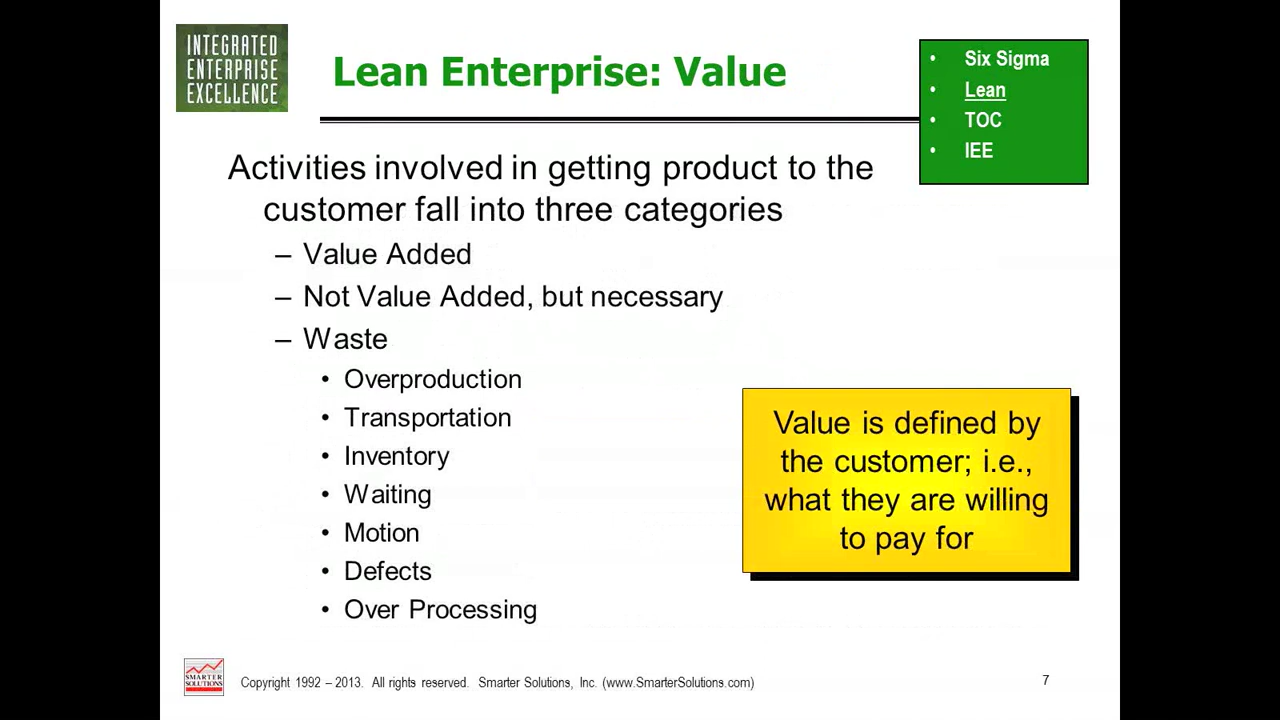 INTEGRATED
ENTERPRISE
EXCELLENCE
Lean Enterprise: Value
• Six Sigma
• Lean
• TOC
• IEE
Activities involved in getting product to the
customer fall into three categories
– Value Added
– Not Value Added, but necessary
– Waste
• Overproduction
• Transportation
• Inventory
• Waiting
• Motion
• Defects
• Over Processing
Value is defined by
the customer; i.e.,
what they are willing
to pay for
SMARTER
SOLUTIONS
Copyright 1992 – 2013. All rights reserved. Smarter Solutions, Inc. (www.SmarterSolutions.com)
7